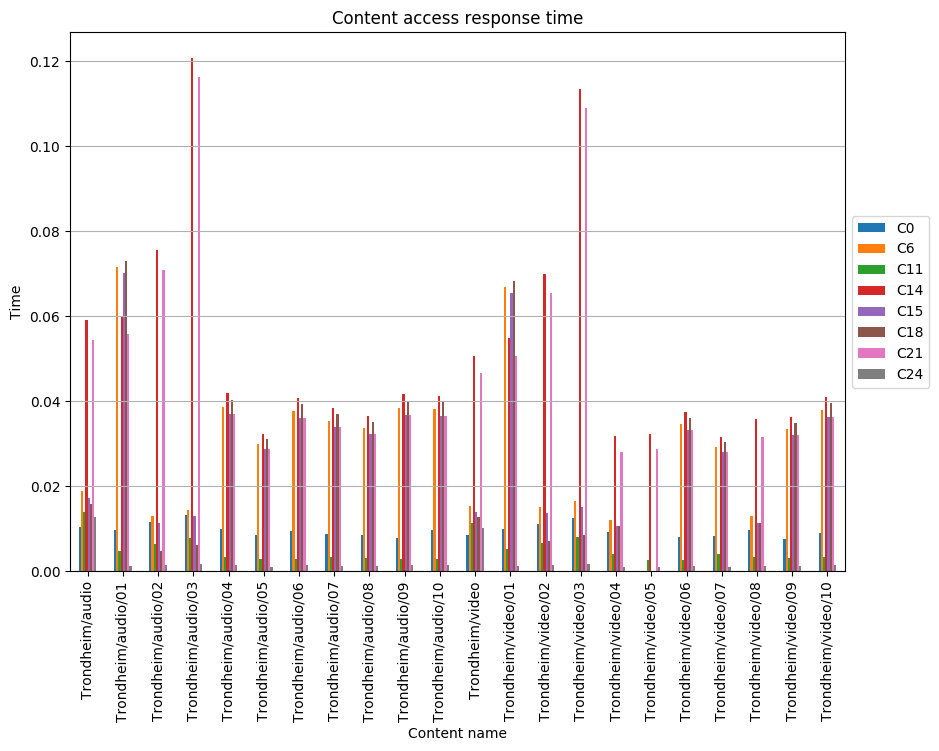 Content access response time
Time
0.12
0.10
0.08
0.06
0.04
0.02
0.00
C0
C6
C11
C14
C15
C18
C21
C24
Trondheim/audio
Trondheim/audio/01
Trondheim/audio/02
Trondheim/audio/03
Trondheim/audio/04
Trondheim/audio/05
Trondheim/audio/06
Trondheim/audio/07
Trondheim/audio/08
Trondheim/audio/09
Trondheim/audio/10
Trondheim/video
Trondheim/video/01
Trondheim/video/02
Trondheim/video/03
Trondheim/video/04
Trondheim/video/05
Trondheim/video/06
Trondheim/video/07
Trondheim/video/08
Trondheim/video/09
Trondheim/video/10
Content name